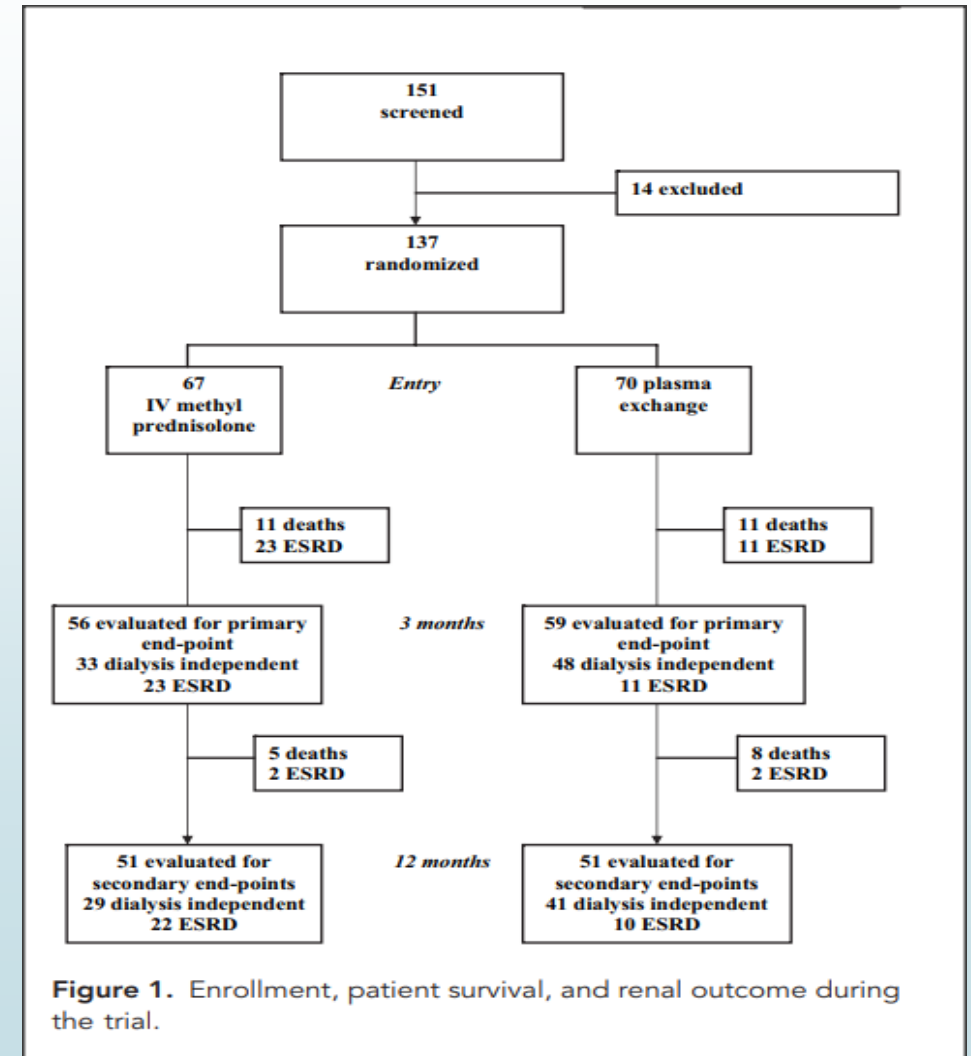 151
screened
14 excluded
137
randomized
67
IV methyl
prednisolone
Entry
70 plasma
exchange
11 deaths
23 ESRD
11 deaths
11 ESRD
56 evaluated for primary
end-point
33 dialysis independent
23 ESRD
3 months
59 evaluated for primary
end-point
48 dialysis independent
11 ESRD
5 deaths
2 ESRD
8 deaths
2 ESRD
51 evaluated for
secondary end-points
29 dialysis independent
22 ESRD
12 months
51 evaluated for
secondary end-points
41 dialysis independent
10 ESRD
Figure 1. Enrollment, patient survival, and renal outcome during
the trial.